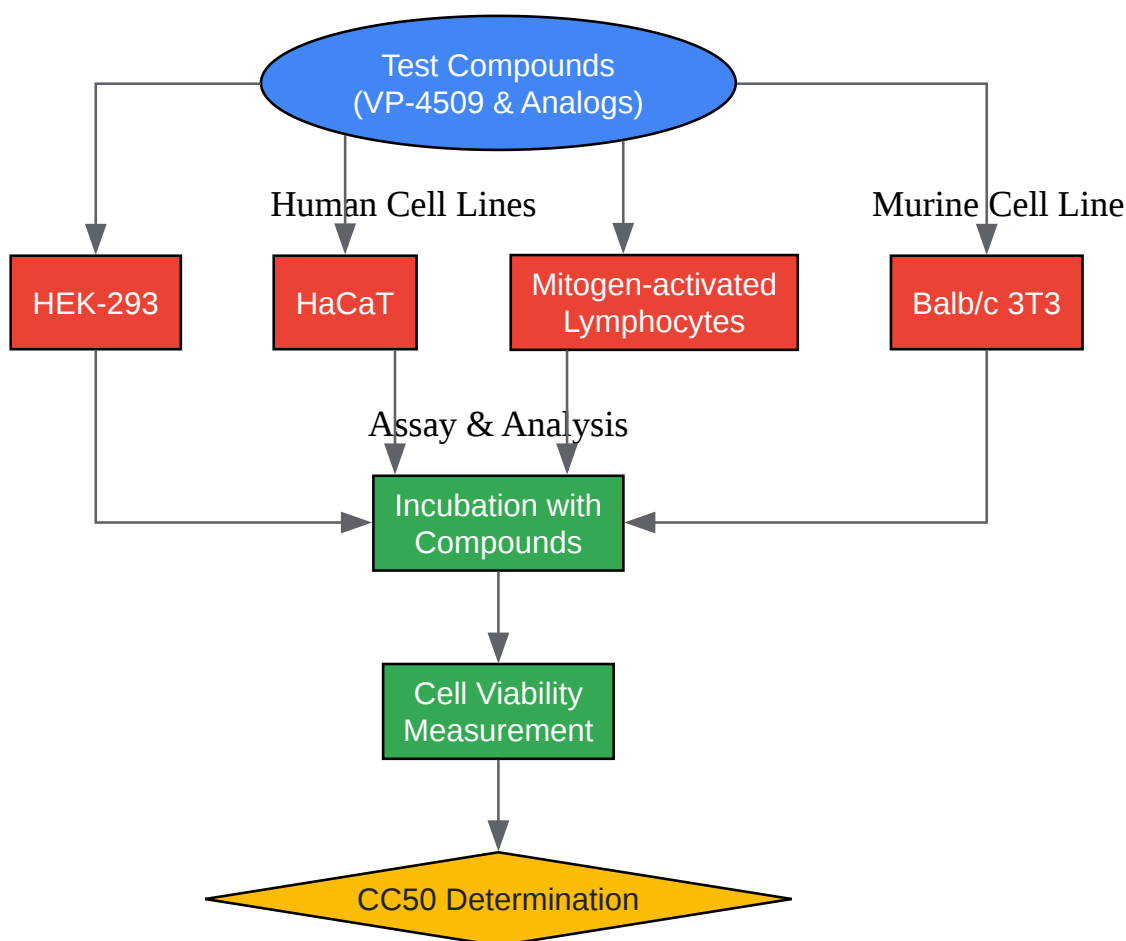 Test Compounds
(VP-4509 & Analogs)
Human Cell Lines
Murine Cell Line
HEK-293
HaCaT
Mitogen-activated
Lymphocytes
Balb/c 3T3
Assay & Analysis
Incubation with
Compounds
Cell Viability
Measurement
CC50 Determination